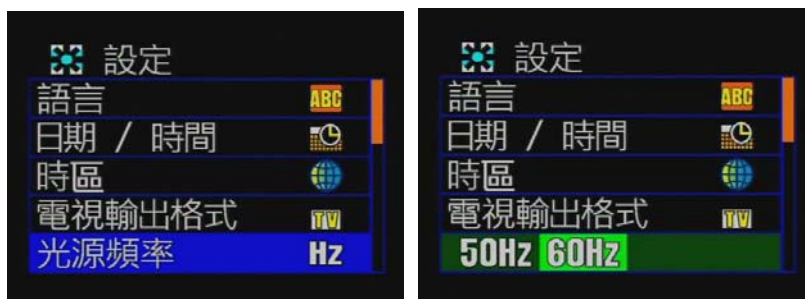 設定
語言 ABC
日期 / 時間
時區
電視輸出格式 TV
光源頻率 Hz
設定
語言 ABC
日期 / 時間
時區
電視輸出格式 TV
50Hz 60Hz